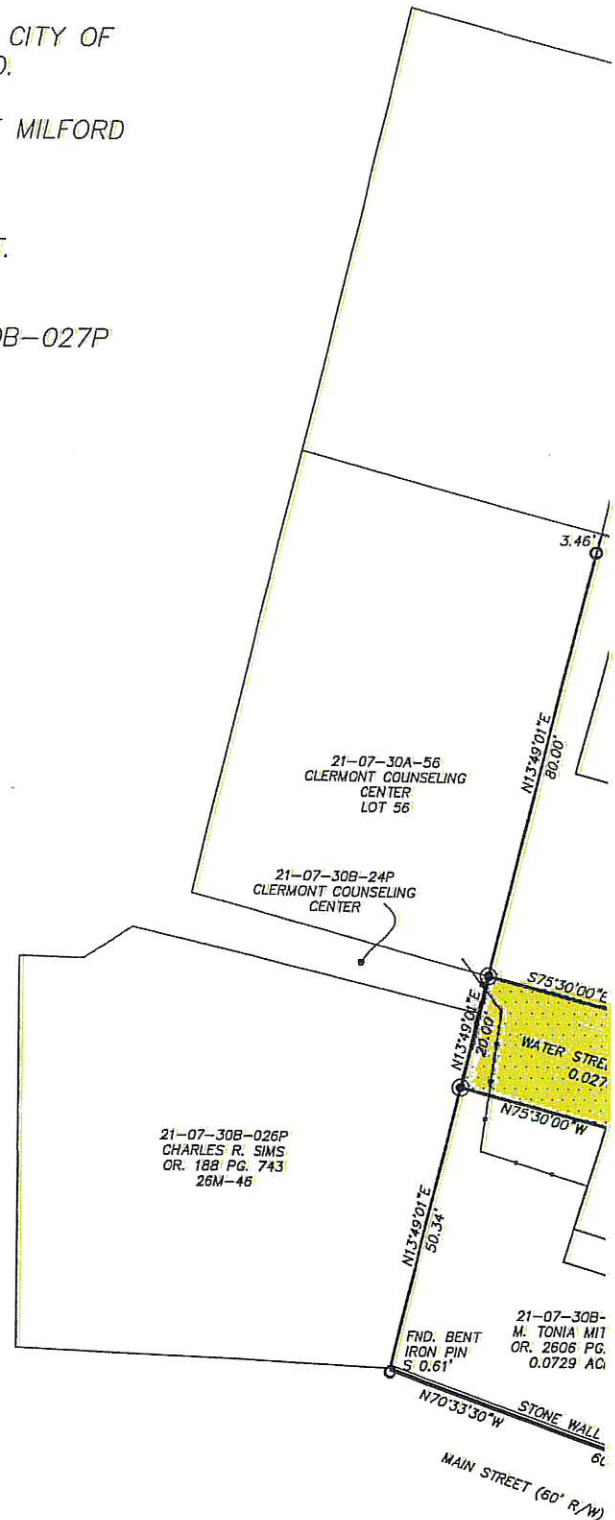 CITY OF
MILFORD
0B-027P
3.46'
N13°49'01"E
80.00'
21-07-30A-56
CLERMONT COUNSELING
CENTER
LOT 56
21-07-30B-24P
CLERMONT COUNSELING
CENTER
S75°30'00"E
N13°49'01"E
20.00'
WATER STRE
0.027
N75°30'00"W
21-07-30B-026P
CHARLES R. SIMS
OR. 188 PG. 743
26M-46
N13°49'01"E
50.34'
21-07-30B-
M. TONIA MIT
OR. 2606 PG.
0.0729 AC
FND. BENT
IRON PIN
S 0.61'
N70°33'30"W
STONE WALL
60
MAIN STREET (60' R/W)